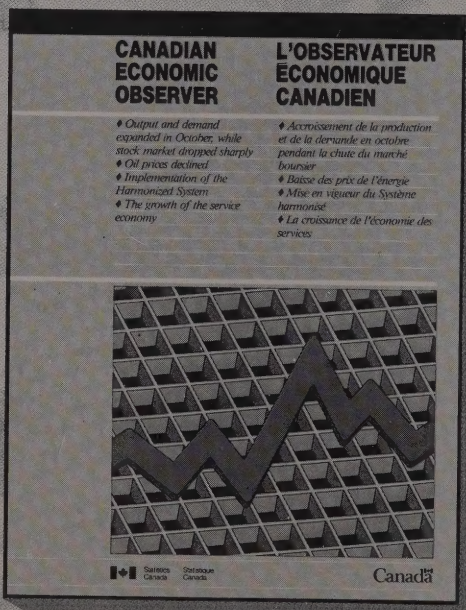 CANADIAN
ECONOMIC
OBSERVER
♦ Output and demand
expanded in October, while
stock market dropped sharply
♦ Oil prices declined
♦ Implementation of the
Harmonized System
♦ The growth of the service
economy
L'OBSERVATEUR
ÉCONOMIQUE
CANADIEN
♦ Accroissement de la production
et de la demande en octobre
pendant la chute du marché
boursier
♦ Baisse des prix de l'énergie
♦ Mise en vigueur du Système
harmonisé
♦ La croissance de l'économie des
services
Statistics
Canada
Statistique
Canada
Canada